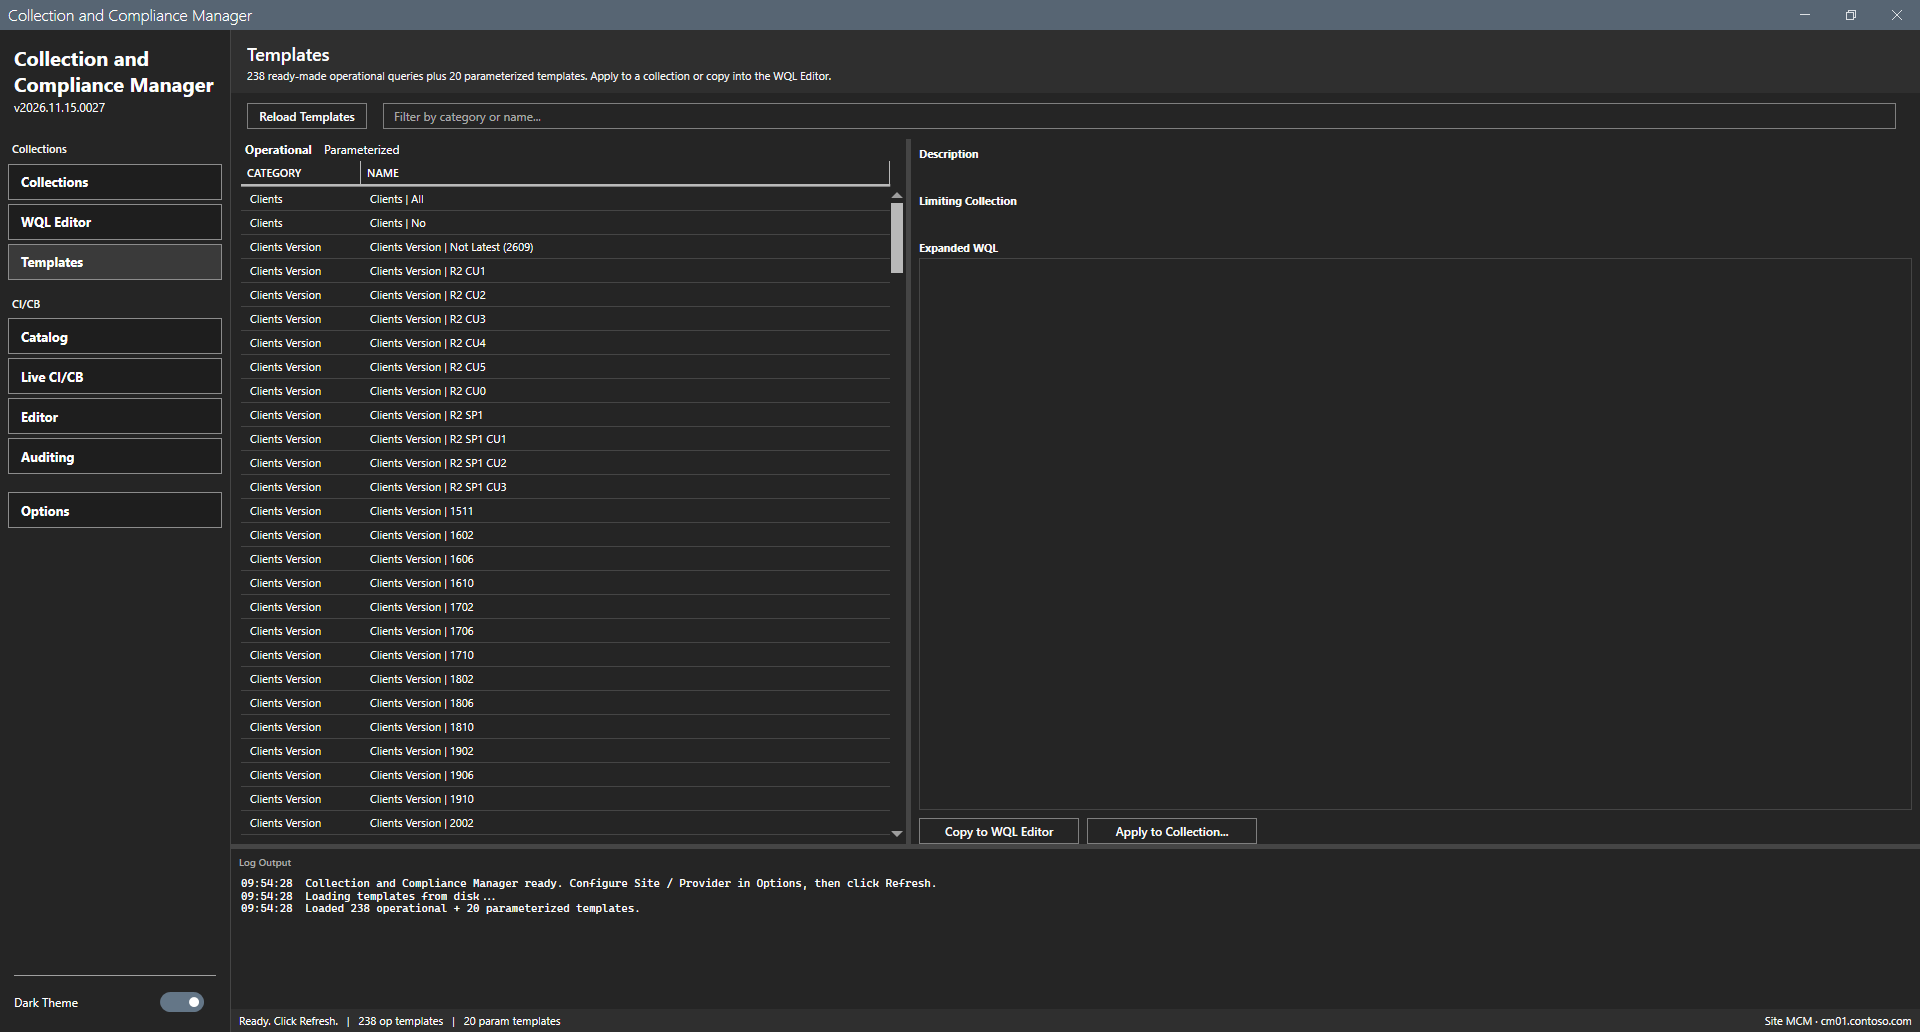 Collection and Compliance Manager
Collection and
Compliance Manager
v2026.11.15.0027
Collections
Collections
WQL Editor
Templates
CI/CB
Catalog
Live CI/CB
Editor
Auditing
Options
Dark Theme
Templates
238 ready-made operational queries plus 20 parameterized templates. Apply to a collection or copy into the WQL Editor.
Reload Templates
Filter by category or name...
Operational Parameterized
CATEGORY NAME
Clients Clients | All
Clients Clients | No
Clients Version Clients Version | Not Latest (2609)
Clients Version Clients Version | R2 CU1
Clients Version Clients Version | R2 CU2
Clients Version Clients Version | R2 CU3
Clients Version Clients Version | R2 CU4
Clients Version Clients Version | R2 CU5
Clients Version Clients Version | R2 CU0
Clients Version Clients Version | R2 SP1
Clients Version Clients Version | R2 SP1 CU1
Clients Version Clients Version | R2 SP1 CU2
Clients Version Clients Version | R2 SP1 CU3
Clients Version Clients Version | 1511
Clients Version Clients Version | 1602
Clients Version Clients Version | 1606
Clients Version Clients Version | 1610
Clients Version Clients Version | 1702
Clients Version Clients Version | 1706
Clients Version Clients Version | 1710
Clients Version Clients Version | 1802
Clients Version Clients Version | 1806
Clients Version Clients Version | 1810
Clients Version Clients Version | 1902
Clients Version Clients Version | 1906
Clients Version Clients Version | 1910
Clients Version Clients Version | 2002
Description
Limiting Collection
Expanded WQL
Copy to WQL Editor
Apply to Collection...
Log Output
09:54:28 Collection and Compliance Manager ready. Configure Site / Provider in Options, then click Refresh.
09:54:28 Loading templates from disk...
09:54:28 Loaded 238 operational + 20 parameterized templates.
Ready. Click Refresh. | 238 op templates | 20 param templates
Site MCM · cm01.contoso.com